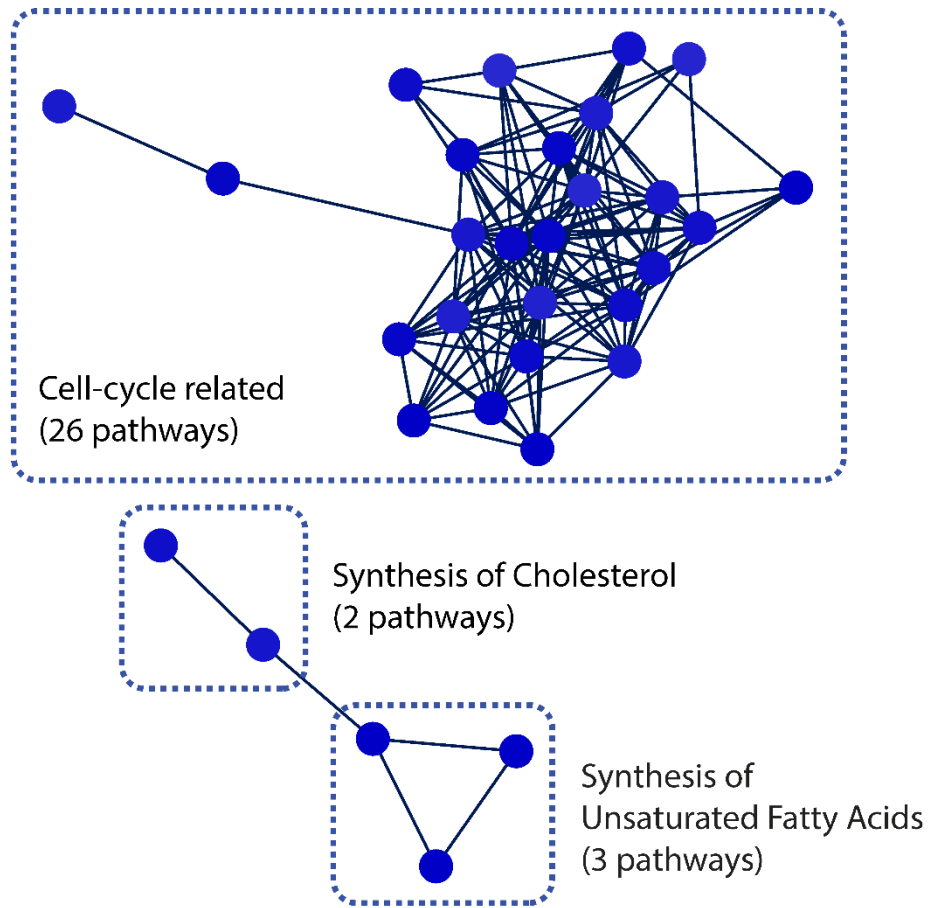 Cell-cycle related
(26 pathways)
Synthesis of Cholesterol
(2 pathways)
Synthesis of
Unsaturated Fatty Acids
(3 pathways)